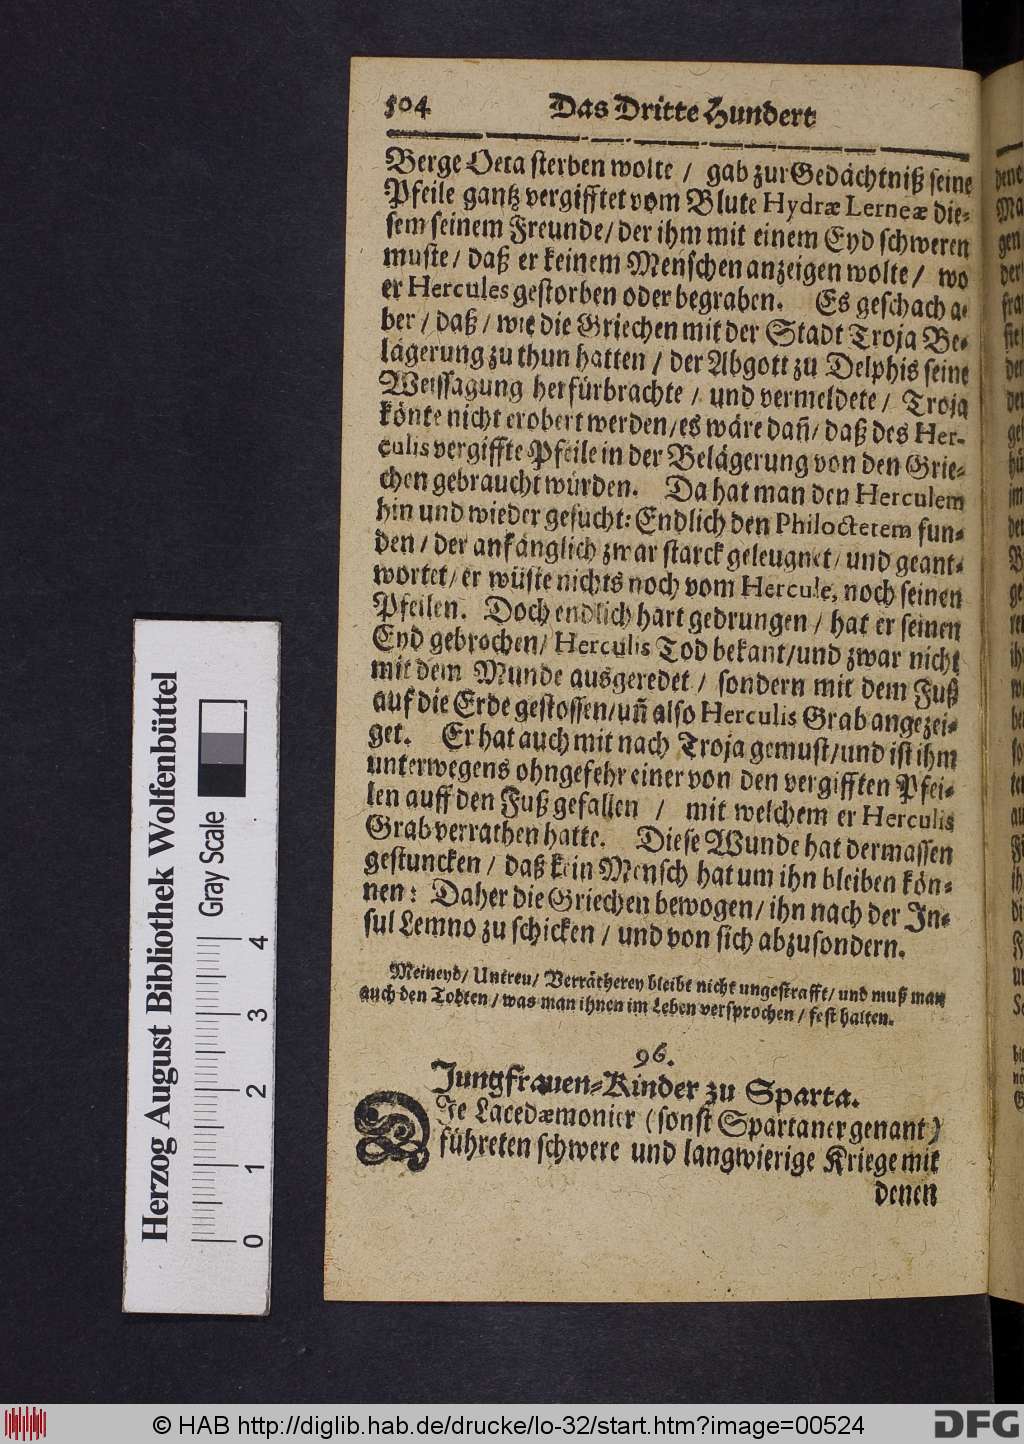 504 Das Dritte Hundert
Berge Oeta sterben wolte / gab zur Gedächtniß seine
Pfeile gantz vergifftet vom Blute Hydræ Lerneæ die-
sem seinem Freunde / der ihm mit einem Eyd schweren
muste / daß er keinem Menschen anzeigen wolte / wo
er Hercules gestorben oder begraben. Es geschach a-
ber / daß / wie die Griechen mit der Stadt Troja Be-
lägerung zu thun hatten / der Abgott zu Delphis seine
Weissagung herfürbrachte / und vermeldete / Troja
könte nicht erobert werden / es wäre dañ / daß des Her-
culis vergiffte Pfeile in der Belägerung von den Grie-
chen gebraucht würden. Da hat man den Herculem
hin und wieder gesucht: Endlich den Philoctetem fun-
den / der anfänglich zwar starck geleugnet / und geant-
wortet / er wüste nichts noch vom Hercule, noch seinen
Pfeilen. Doch endlich hart gedrungen / hat er seinen
Eyd gebrochen / Herculis Tod bekant / und zwar nicht
mit dem Munde ausgeredet / sondern mit dem Fuß
auf die Erde gestossen / uñ also Herculis Grab angezei-
get. Er hat auch mit nach Troja gemust / und ist ihm
unterwegens ohngefehr einer von den vergifften Pfei-
len auff den Fuß gefallen / mit welchem er Herculis
Grab verrathen hatte. Diese Wunde hat dermassen
gestuncken / daß kein Mensch hat um ihn bleiben kön-
nen: Daher die Griechen bewogen / ihn nach der In-
sul Lemno zu schicken / und von sich abzusondern.
Meineyd / Untreu / Verrätherey bleibt nicht ungestrafft / und muß man
auch den Todten / was man ihnen im Leben versprochen / fest halten.
96.
Jungfrauen-Kinder zu Sparta.
DIe Lacedæmonier (sonst Spartaner genant)
führeten schwere und langwierige Kriege mit
denen
Herzog August Bibliothek Wolfenbüttel
Gray Scale
0 1 2 3 4
© HAB http://diglib.hab.de/drucke/lo-32/start.htm?image=00524
DFG